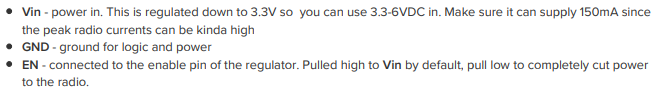 • Vin - power in. This is regulated down to 3.3V so  you can use 3.3-6VDC in. Make sure it can supply 150mA since
the peak radio currents can be kinda high
• GND - ground for logic and power
• EN - connected to the enable pin of the regulator. Pulled high to Vin by default, pull low to completely cut power
to the radio.